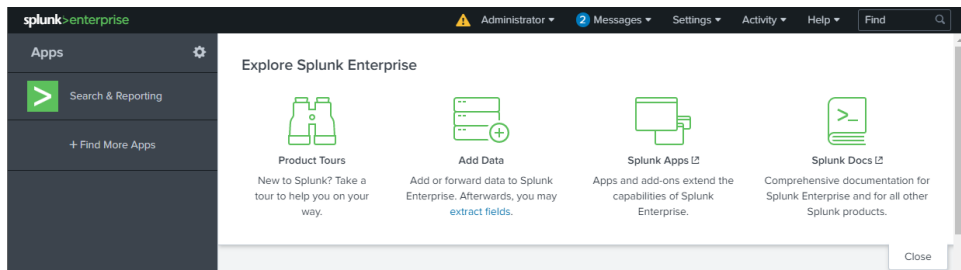 splunk>enterprise
Administrator ▾ 2 Messages ▾ Settings ▾ Activity ▾ Help ▾ Find
Apps
Search & Reporting
+ Find More Apps
Explore Splunk Enterprise
Product Tours
New to Splunk? Take a
tour to help you on your
way.
Add Data
Add or forward data to Splunk
Enterprise. Afterwards, you may
extract fields.
Splunk Apps
Apps and add-ons extend the
capabilities of Splunk
Enterprise.
Splunk Docs
Comprehensive documentation for
Splunk Enterprise and for all other
Splunk products.
Close